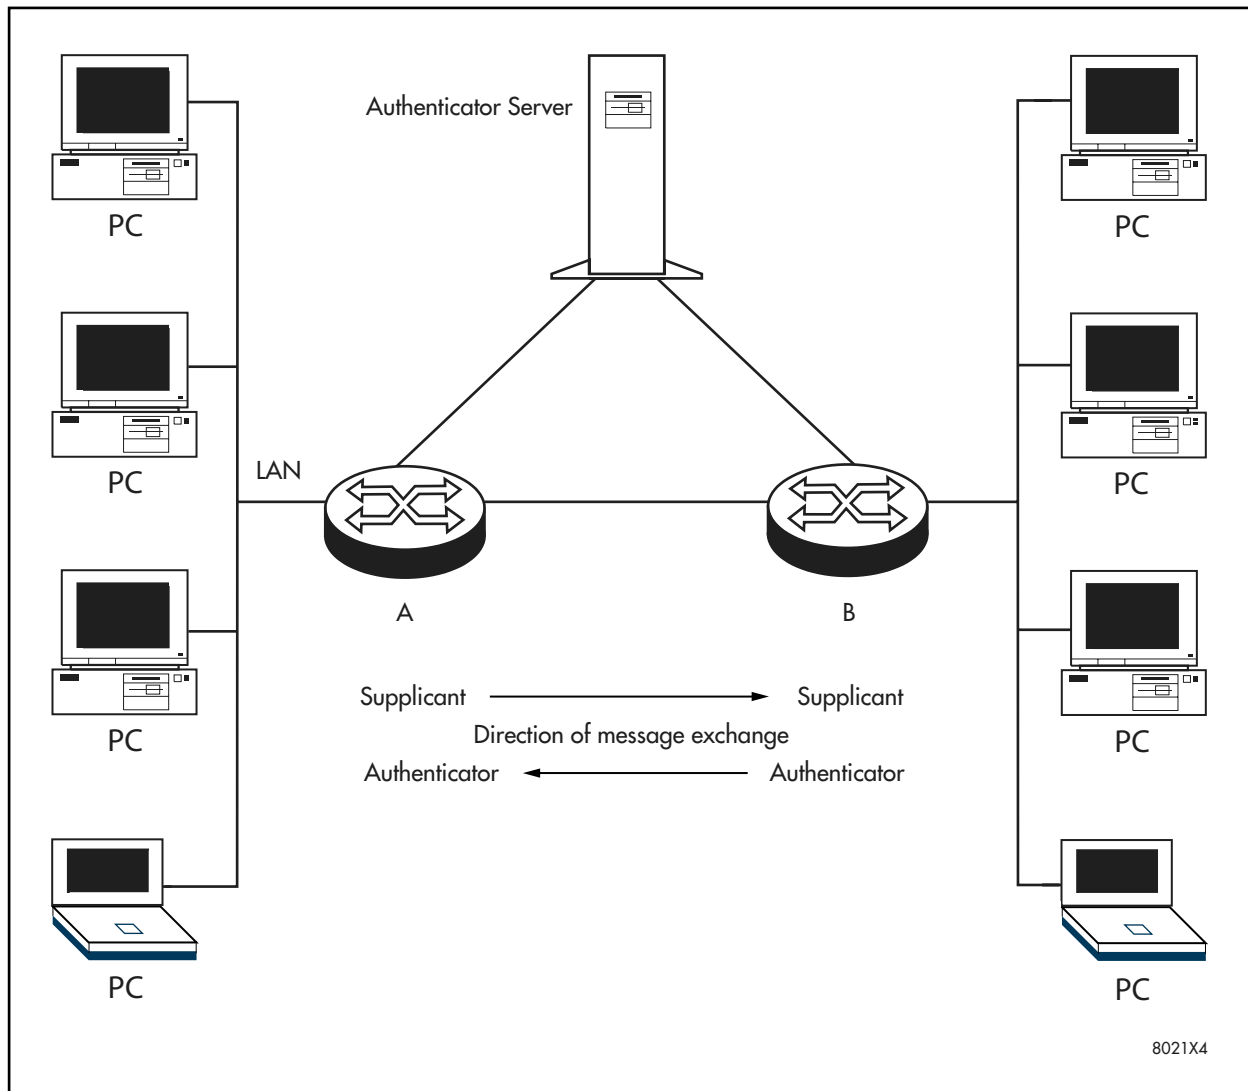 Authenticator Server
PC
PC
PC
PC
LAN
PC
PC
A
B
Supplicant
Supplicant
Direction of message exchange
PC
PC
Authenticator
Authenticator
PC
PC
8021X4